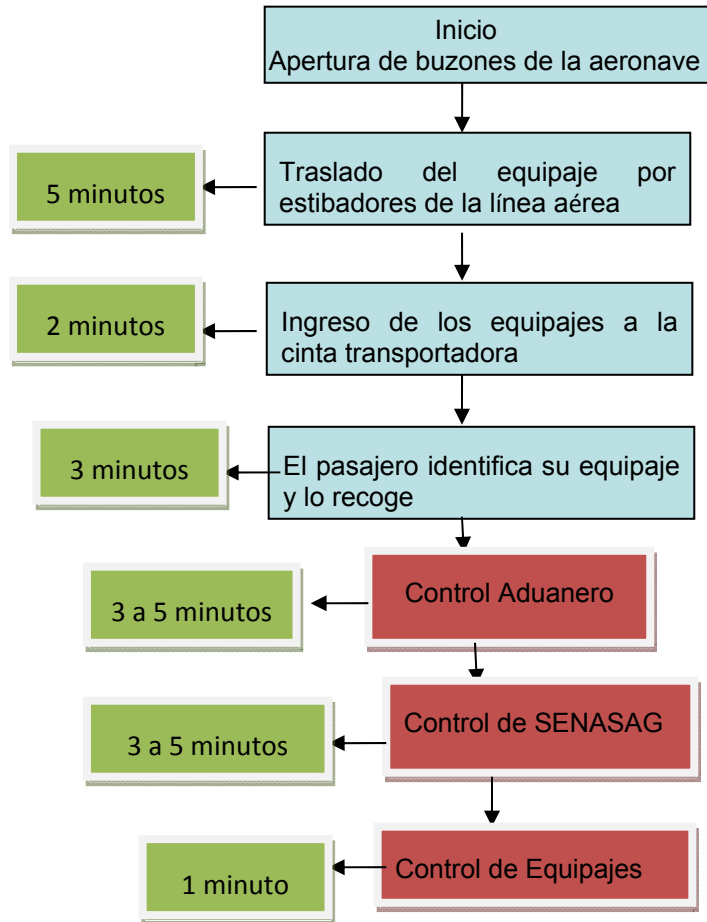 Inicio
Apertura de buzones de la aeronave
Traslado del equipaje por
estibadores de la línea aérea
5 minutos
Ingreso de los equipajes a la
cinta transportadora
2 minutos
El pasajero identifica su equipaje
y lo recoge
3 minutos
Control Aduanero
3 a 5 minutos
Control de SENASAG
3 a 5 minutos
Control de Equipajes
1 minuto